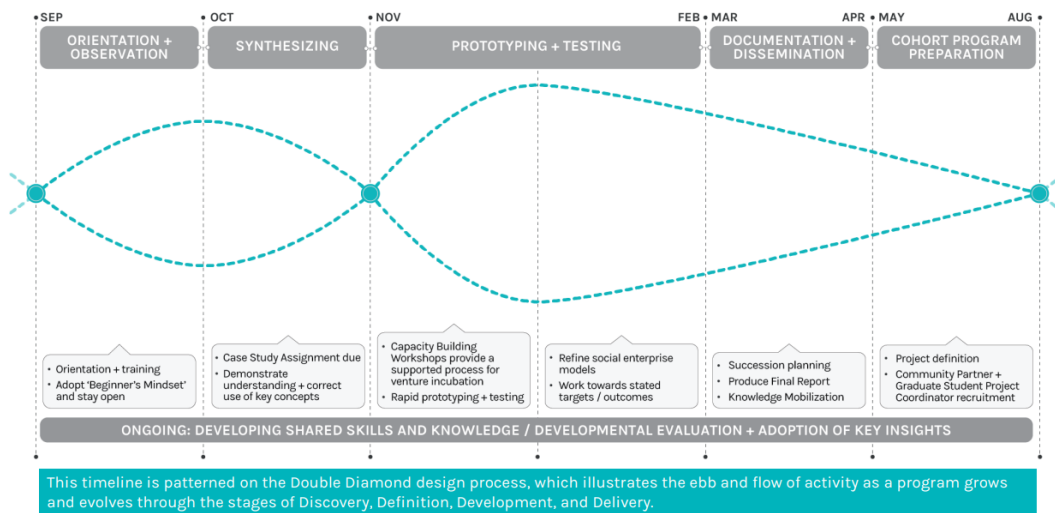 SEP
OCT
NOV
FEB
MAR
APR
MAY
AUG
ORIENTATION +
OBSERVATION
SYNTHESIZING
PROTOTYPING + TESTING
DOCUMENTATION +
DISSEMINATION
COHORT PROGRAM
PREPARATION
• Orientation + training
• Adopt ‘Beginner’s Mindset’
and stay open
• Case Study Assignment due
• Demonstrate
understanding + correct
use of key concepts
• Capacity Building
Workshops provide a
supported process for
venture incubation
• Rapid prototyping + testing
• Refine social enterprise
models
• Work towards stated
targets / outcomes
• Succession planning
• Produce Final Report
• Knowledge Mobilization
• Project definition
• Community Partner +
Graduate Student Project
Coordinator recruitment
ONGOING: DEVELOPING SHARED SKILLS AND KNOWLEDGE / DEVELOPMENTAL EVALUATION + ADOPTION OF KEY INSIGHTS
This timeline is patterned on the Double Diamond design process, which illustrates the ebb and flow of activity as a program grows
and evolves through the stages of Discovery, Definition, Development, and Delivery.